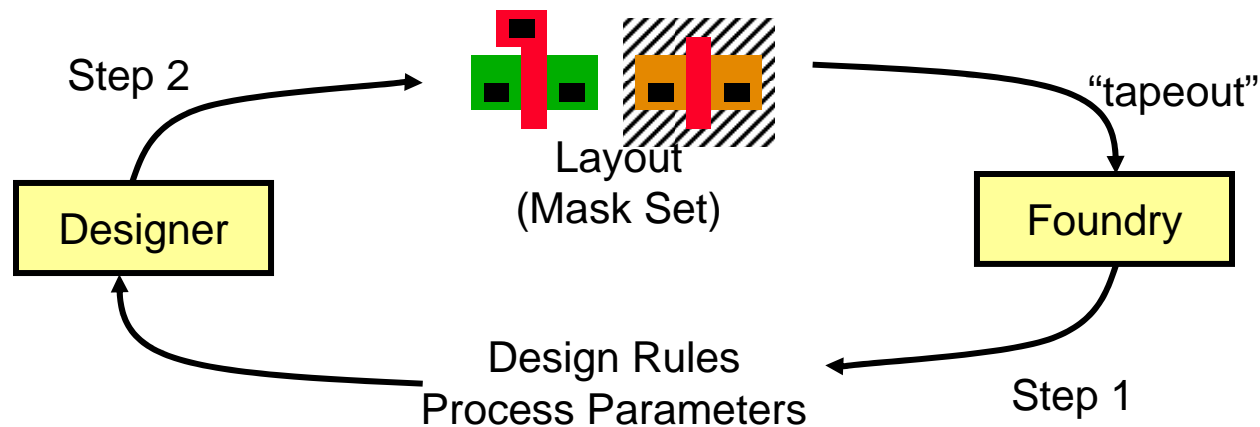 Step 2
“tapeout”
Layout
(Mask Set)
Designer
Foundry
Design Rules
Process Parameters
Step 1